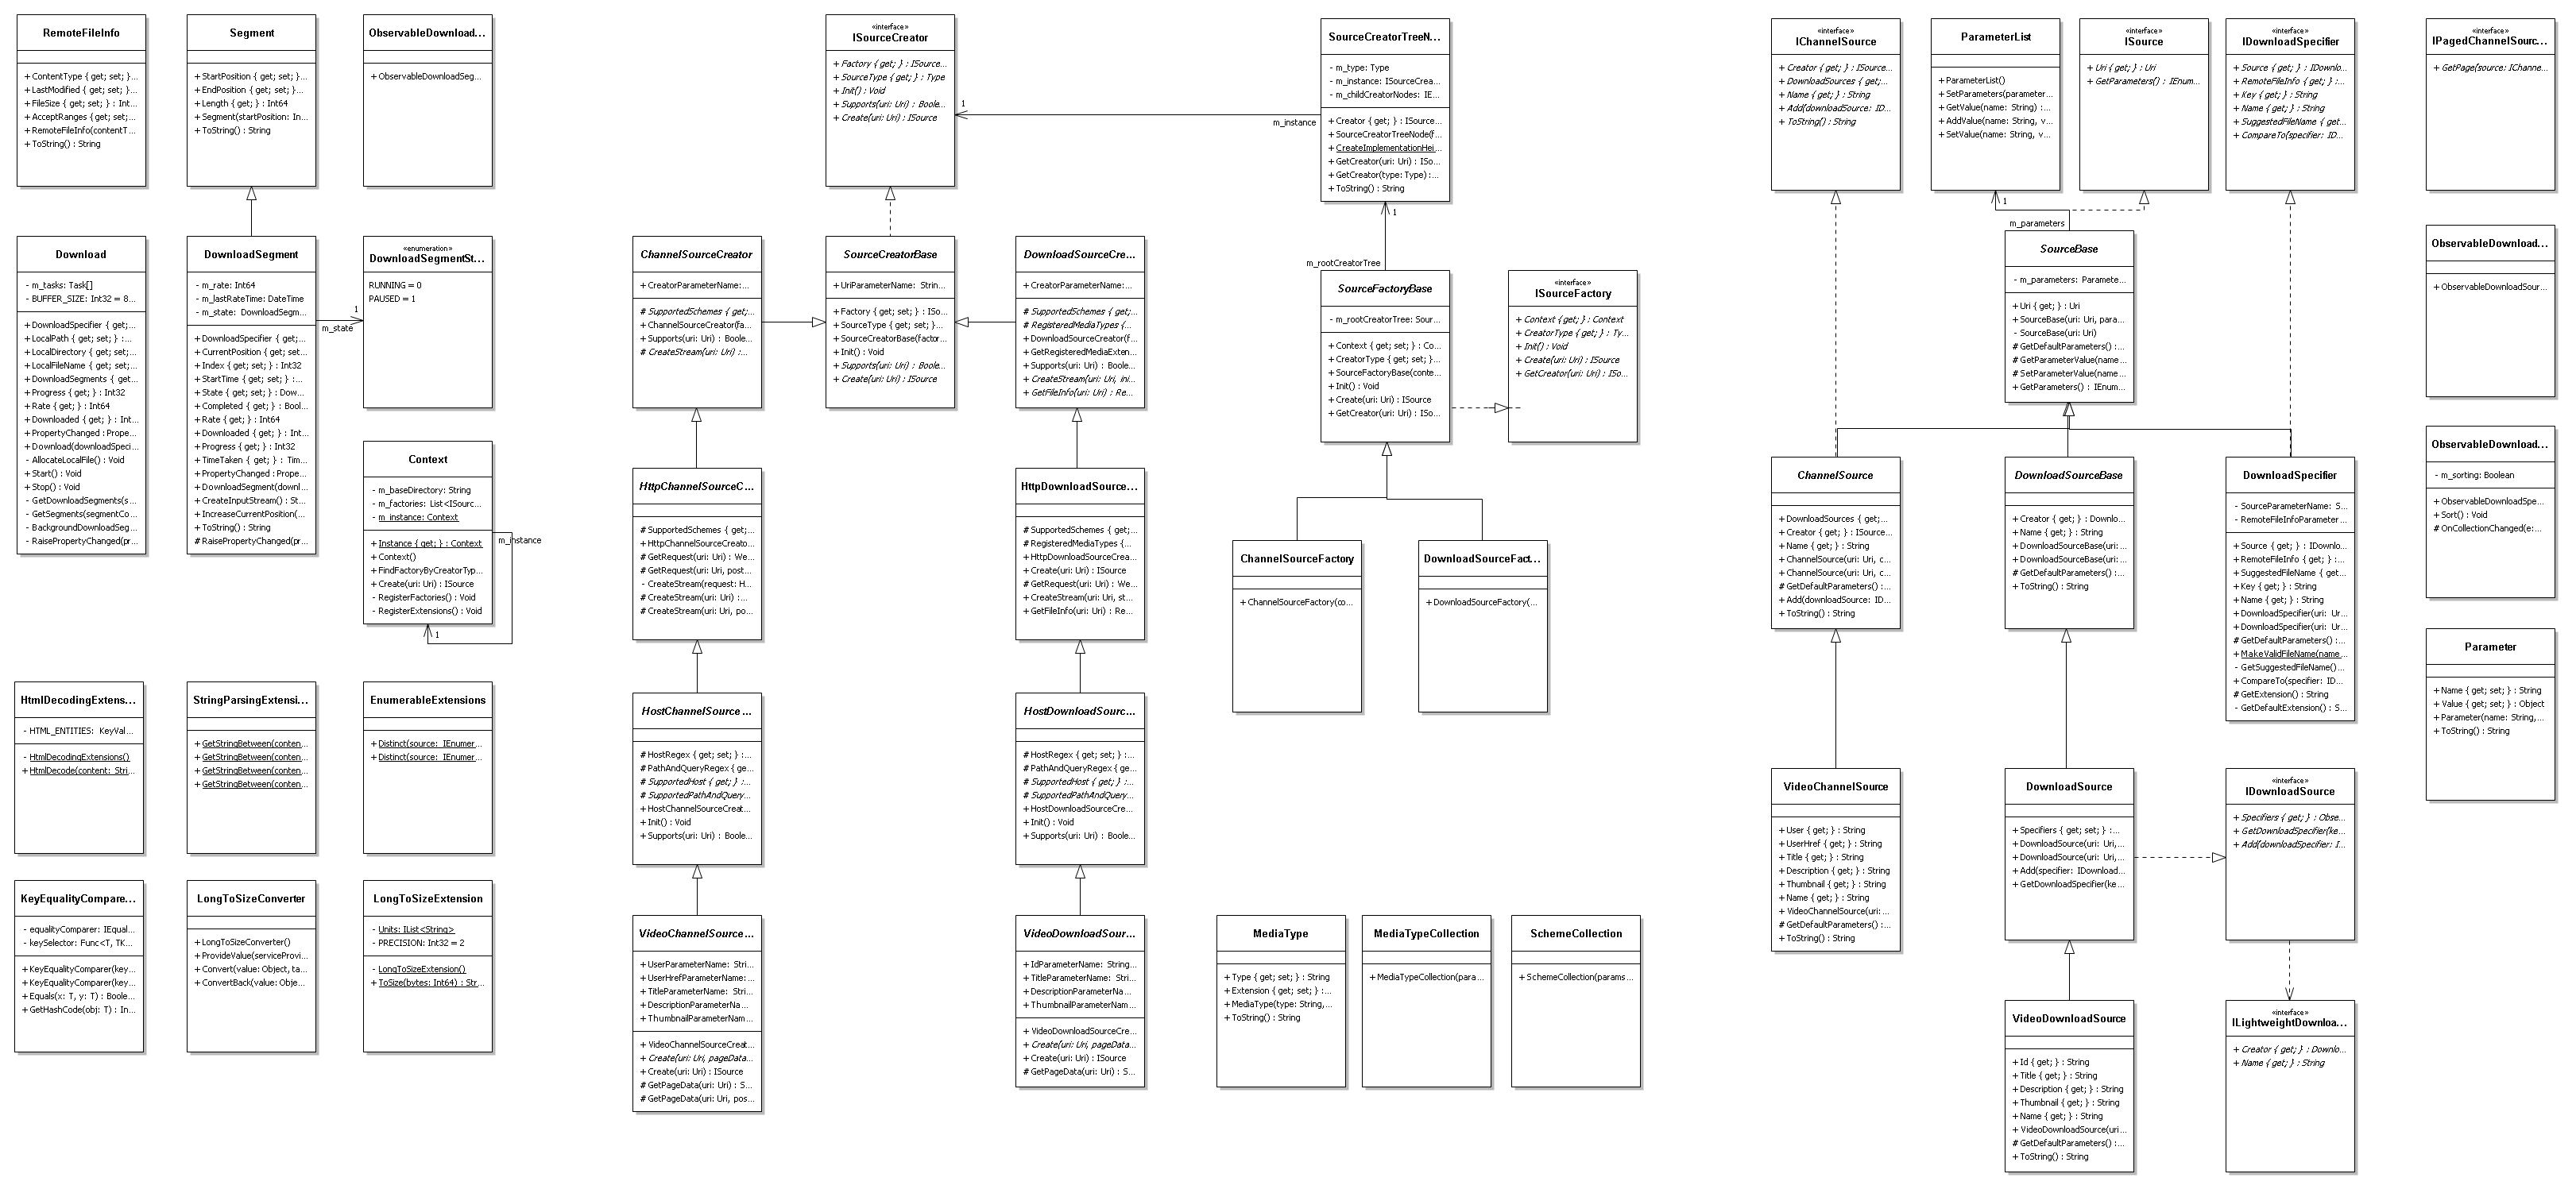 RemoteFileInfo
+ ContentType { get; set; }...
+ LastModified { get; set; }...
+ FileSize { get; set; } : Int...
+ AcceptRanges { get; set;...
+ RemoteFileInfo(contentT...
+ ToString() : String
Segment
+ StartPosition { get; set; }...
+ EndPosition { get; set; }...
+ Length { get; } : Int64
+ Segment(startPosition: In...
+ ToString() : String
ObservableDownload...
+ ObservableDownloadSeg...
Download
- m_tasks: Task[]
- BUFFER_SIZE: Int32 = 8...
+ DownloadSpecifier { get;...
+ LocalPath { get; set; } :...
+ LocalDirectory { get; set;...
+ LocalFileName { get; set;...
+ DownloadSegments { get...
+ Progress { get; } : Int32
+ Rate { get; } : Int64
+ Downloaded { get; } : Int...
+ PropertyChanged : Prope...
+ Download(downloadSpeci...
- AllocateLocalFile() : Void
+ Start() : Void
+ Stop() : Void
- GetDownloadSegments(s...
- GetSegments(segmentCo...
- BackgroundDownloadSeg...
- RaisePropertyChanged(pr...
DownloadSegment
- m_rate: Int64
- m_lastRateTime: DateTime
- m_state: DownloadSegm...
+ DownloadSpecifier { get;...
+ CurrentPosition { get; set...
+ Index { get; set; } : Int32
+ StartTime { get; set; } :...
+ State { get; set; } : Dow...
+ Completed { get; } : Bool...
+ Rate { get; } : Int64
+ Downloaded { get; } : Int...
+ Progress { get; } : Int32
+ TimeTaken { get; } : Tim...
+ PropertyChanged : Prope...
+ DownloadSegment(downl...
+ CreateInputStream() : St...
+ IncreaseCurrentPosition(...
+ ToString() : String
# RaisePropertyChanged(pr...
1
m_state
«enumeration»
DownloadSegmentSt...
RUNNING = 0
PAUSED = 1
Context
- m_baseDirectory: String
- m_factories: List<ISourc...
- m_instance: Context
+ Instance { get; } : Context
+ Context()
+ FindFactoryByCreatorTyp...
+ Create(uri: Uri) : ISource
- RegisterFactories() : Void
- RegisterExtensions() : Void
m_instance
1
HtmlDecodingExtens...
- HTML_ENTITIES: KeyVal...
- HtmlDecodingExtensions()
+ HtmlDecode(content: Stri...
StringParsingExtensi...
+ GetStringBetween(conten...
+ GetStringBetween(conten...
+ GetStringBetween(conten...
+ GetStringBetween(conten...
EnumerableExtensions
+ Distinct(source: IEnumer...
+ Distinct(source: IEnumer...
KeyEqualityCompare...
- equalityComparer: IEqual...
- keySelector: Func<T, TK...
+ KeyEqualityComparer(key...
+ KeyEqualityComparer(key...
+ Equals(x: T, y: T) : Boole...
+ GetHashCode(obj: T) : In...
LongToSizeConverter
+ LongToSizeConverter()
+ ProvideValue(serviceProvi...
+ Convert(value: Object, ta...
+ ConvertBack(value: Obje...
LongToSizeExtension
- Units: IList<String>
- PRECISION: Int32 = 2
- LongToSizeExtension()
+ ToSize(bytes: Int64) : Str...
«interface»
ISourceCreator
+ Factory { get; } : ISource...
+ SourceType { get; } : Type
+ Init() : Void
+ Supports(uri: Uri) : Boole...
+ Create(uri: Uri) : ISource
1
m_instance
SourceCreatorTreeN...
- m_type: Type
- m_instance: ISourceCrea...
- m_childCreatorNodes: IE...
+ Creator { get; } : ISource...
+ SourceCreatorTreeNode(f...
+ CreateImplementationHei...
+ GetCreator(uri: Uri) : ISo...
+ GetCreator(type: Type) :...
+ ToString() : String
ChannelSourceCreator
+ CreatorParameterName:...
# SupportedSchemes { get;...
+ ChannelSourceCreator(fa...
+ Supports(uri: Uri) : Boole...
# CreateStream(uri: Uri) :...
SourceCreatorBase
+ UriParameterName: Strin...
+ Factory { get; set; } : ISo...
+ SourceType { get; set; }...
+ SourceCreatorBase(factor...
+ Init() : Void
+ Supports(uri: Uri) : Boole...
+ Create(uri: Uri) : ISource
DownloadSourceCre...
+ CreatorParameterName:...
# SupportedSchemes { get;...
# RegisteredMediaTypes {...
+ DownloadSourceCreator(f...
+ GetRegisteredMediaExten...
+ Supports(uri: Uri) : Boole...
+ CreateStream(uri: Uri, ini...
+ GetFileInfo(uri: Uri) : Re...
1
m_rootCreatorTree
SourceFactoryBase
- m_rootCreatorTree: Sour...
+ Context { get; set; } : Co...
+ CreatorType { get; set; }...
+ SourceFactoryBase(conte...
+ Init() : Void
+ Create(uri: Uri) : ISource
+ GetCreator(uri: Uri) : ISo...
«interface»
ISourceFactory
+ Context { get; } : Context
+ CreatorType { get; } : Ty...
+ Init() : Void
+ Create(uri: Uri) : ISource
+ GetCreator(uri: Uri) : ISo...
HttpChannelSourceC...
# SupportedSchemes { get;...
+ HttpChannelSourceCreato...
# GetRequest(uri: Uri) : We...
# GetRequest(uri: Uri, post...
- CreateStream(request: H...
# CreateStream(uri: Uri) :...
# CreateStream(uri: Uri, po...
HttpDownloadSource...
# SupportedSchemes { get;...
# RegisteredMediaTypes {...
+ HttpDownloadSourceCrea...
+ Create(uri: Uri) : ISource
# GetRequest(uri: Uri) : We...
+ CreateStream(uri: Uri, st...
+ GetFileInfo(uri: Uri) : Re...
ChannelSourceFactory
+ ChannelSourceFactory(co...
DownloadSourceFact...
+ DownloadSourceFactory(...
HostChannelSource ...
# HostRegex { get; set; } :...
# PathAndQueryRegex { ge...
# SupportedHost { get; } :...
# SupportedPathAndQuery...
+ HostChannelSourceCreat...
+ Init() : Void
+ Supports(uri: Uri) : Boole...
HostDownloadSourc...
# HostRegex { get; set; } :...
# PathAndQueryRegex { ge...
# SupportedHost { get; } :...
# SupportedPathAndQuery...
+ HostDownloadSourceCre...
+ Init() : Void
+ Supports(uri: Uri) : Boole...
VideoChannelSource ...
+ UserParameterName: Stri...
+ UserHrefParameterName:...
+ TitleParameterName: Stri...
+ DescriptionParameterNa...
+ ThumbnailParameterNam...
+ VideoChannelSourceCreat...
+ Create(uri: Uri, pageData...
+ Create(uri: Uri) : ISource
# GetPageData(uri: Uri) : S...
# GetPageData(uri: Uri, pos...
VideoDownloadSour...
+ IdParameterName: String...
+ TitleParameterName: Stri...
+ DescriptionParameterNa...
+ ThumbnailParameterNam...
+ VideoDownloadSourceCre...
+ Create(uri: Uri, pageData...
+ Create(uri: Uri) : ISource
# GetPageData(uri: Uri) : S...
MediaType
+ Type { get; set; } : String
+ Extension { get; set; } :...
+ MediaType(type: String,...
+ ToString() : String
MediaTypeCollection
+ MediaTypeCollection(para...
SchemeCollection
+ SchemeCollection(params...
«interface»
IChannelSource
+ Creator { get; } : ISource...
+ DownloadSources { get;...
+ Name { get; } : String
+ Add(downloadSource: ID...
+ ToString() : String
ParameterList
+ ParameterList()
+ SetParameters(parameter...
+ GetValue(name: String) :...
+ AddValue(name: String, v...
+ SetValue(name: String, v...
«interface»
ISource
+ Uri { get; } : Uri
+ GetParameters() : IEnum...
«interface»
IDownloadSpecifier
+ Source { get; } : IDownlo...
+ RemoteFileInfo { get; } :...
+ Key { get; } : String
+ Name { get; } : String
+ SuggestedFileName { get...
+ CompareTo(specifier: ID...
IPagedChannelSourc...
+ GetPage(source: IChanne...
1
m_parameters
SourceBase
- m_parameters: Paramete...
+ Uri { get; } : Uri
+ SourceBase(uri: Uri, para...
- SourceBase(uri: Uri)
# GetDefaultParameters() :...
# GetParameterValue(name...
# SetParameterValue(name...
+ GetParameters() : IEnum...
ObservableDownload...
+ ObservableDownloadSour...
ObservableDownload...
- m_sorting: Boolean
+ ObservableDownloadSpe...
+ Sort() : Void
# OnCollectionChanged(e:...
ChannelSource
+ DownloadSources { get;...
+ Creator { get; } : ISource...
+ Name { get; } : String
+ ChannelSource(uri: Uri, c...
+ ChannelSource(uri: Uri, c...
# GetDefaultParameters() :...
+ Add(downloadSource: ID...
+ ToString() : String
DownloadSourceBase
+ Creator { get; } : Downlo...
+ Name { get; } : String
+ DownloadSourceBase(uri:...
+ DownloadSourceBase(uri:...
# GetDefaultParameters() :...
+ ToString() : String
DownloadSpecifier
- SourceParameterName: S...
- RemoteFileInfoParameter...
+ Source { get; } : IDownlo...
+ RemoteFileInfo { get; } :...
+ SuggestedFileName { get...
+ Key { get; } : String
+ Name { get; } : String
+ DownloadSpecifier(uri: Ur...
+ DownloadSpecifier(uri: Ur...
# GetDefaultParameters() :...
+ MakeValidFileName(name...
- GetSuggestedFileName()...
+ CompareTo(specifier: ID...
# GetExtension() : String
- GetDefaultExtension() : S...
Parameter
+ Name { get; set; } : String
+ Value { get; set; } : Object
+ Parameter(name: String,...
+ ToString() : String
VideoChannelSource
+ User { get; } : String
+ UserHref { get; } : String
+ Title { get; } : String
+ Description { get; } : String
+ Thumbnail { get; } : String
+ Name { get; } : String
+ VideoChannelSource(uri: ...
# GetDefaultParameters() :...
+ ToString() : String
DownloadSource
+ Specifiers { get; set; } :...
+ DownloadSource(uri: Uri,...
+ DownloadSource(uri: Uri,...
+ Add(specifier: IDownload...
+ GetDownloadSpecifier(ke...
«interface»
IDownloadSource
+ Specifiers { get; } : Obse...
+ GetDownloadSpecifier(ke...
+ Add(downloadSpecifier: I...
VideoDownloadSource
+ Id { get; } : String
+ Title { get; } : String
+ Description { get; } : String
+ Thumbnail { get; } : String
+ Name { get; } : String
+ VideoDownloadSource(uri...
# GetDefaultParameters() :...
+ ToString() : String
«interface»
ILightweightDownloa...
+ Creator { get; } : Downlo...
+ Name { get; } : String